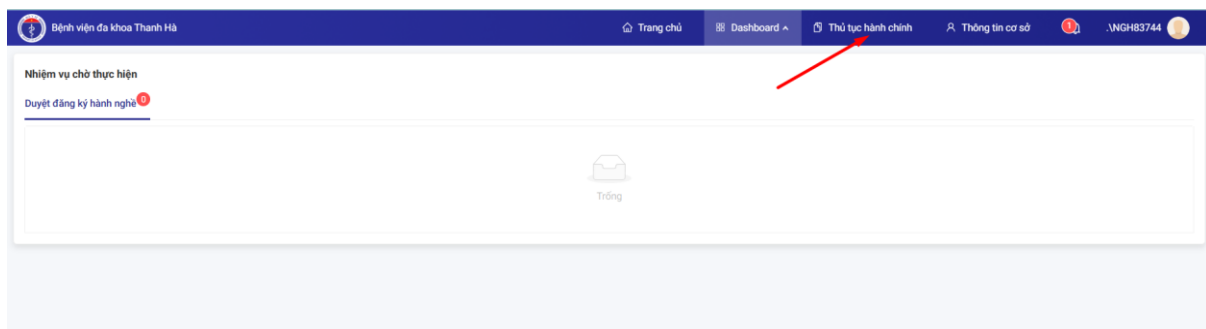 Bệnh viện đa khoa Thanh Hà
Trang chủ
Dashboard
Thủ tục hành chính
Thông tin cơ sở
1
.\NGH83744
Nhiệm vụ chờ thực hiện
Duyệt đăng ký hành nghề 0
Trống